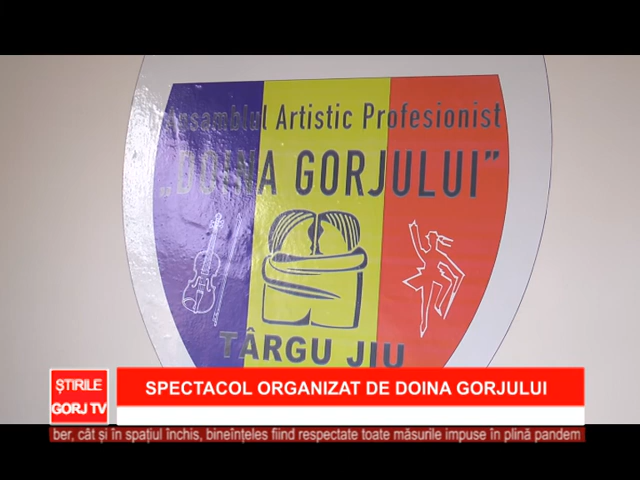 Ansamblul Artistic Profesionist
„DOINA GORJULUI”
TÂRGU JIU
ȘTIRILE
GORJ TV
SPECTACOL ORGANIZAT DE DOINA GORJULUI
ber, cât și în spațiul închis, bineînțeles fiind respectate toate măsurile impuse în plină pandem